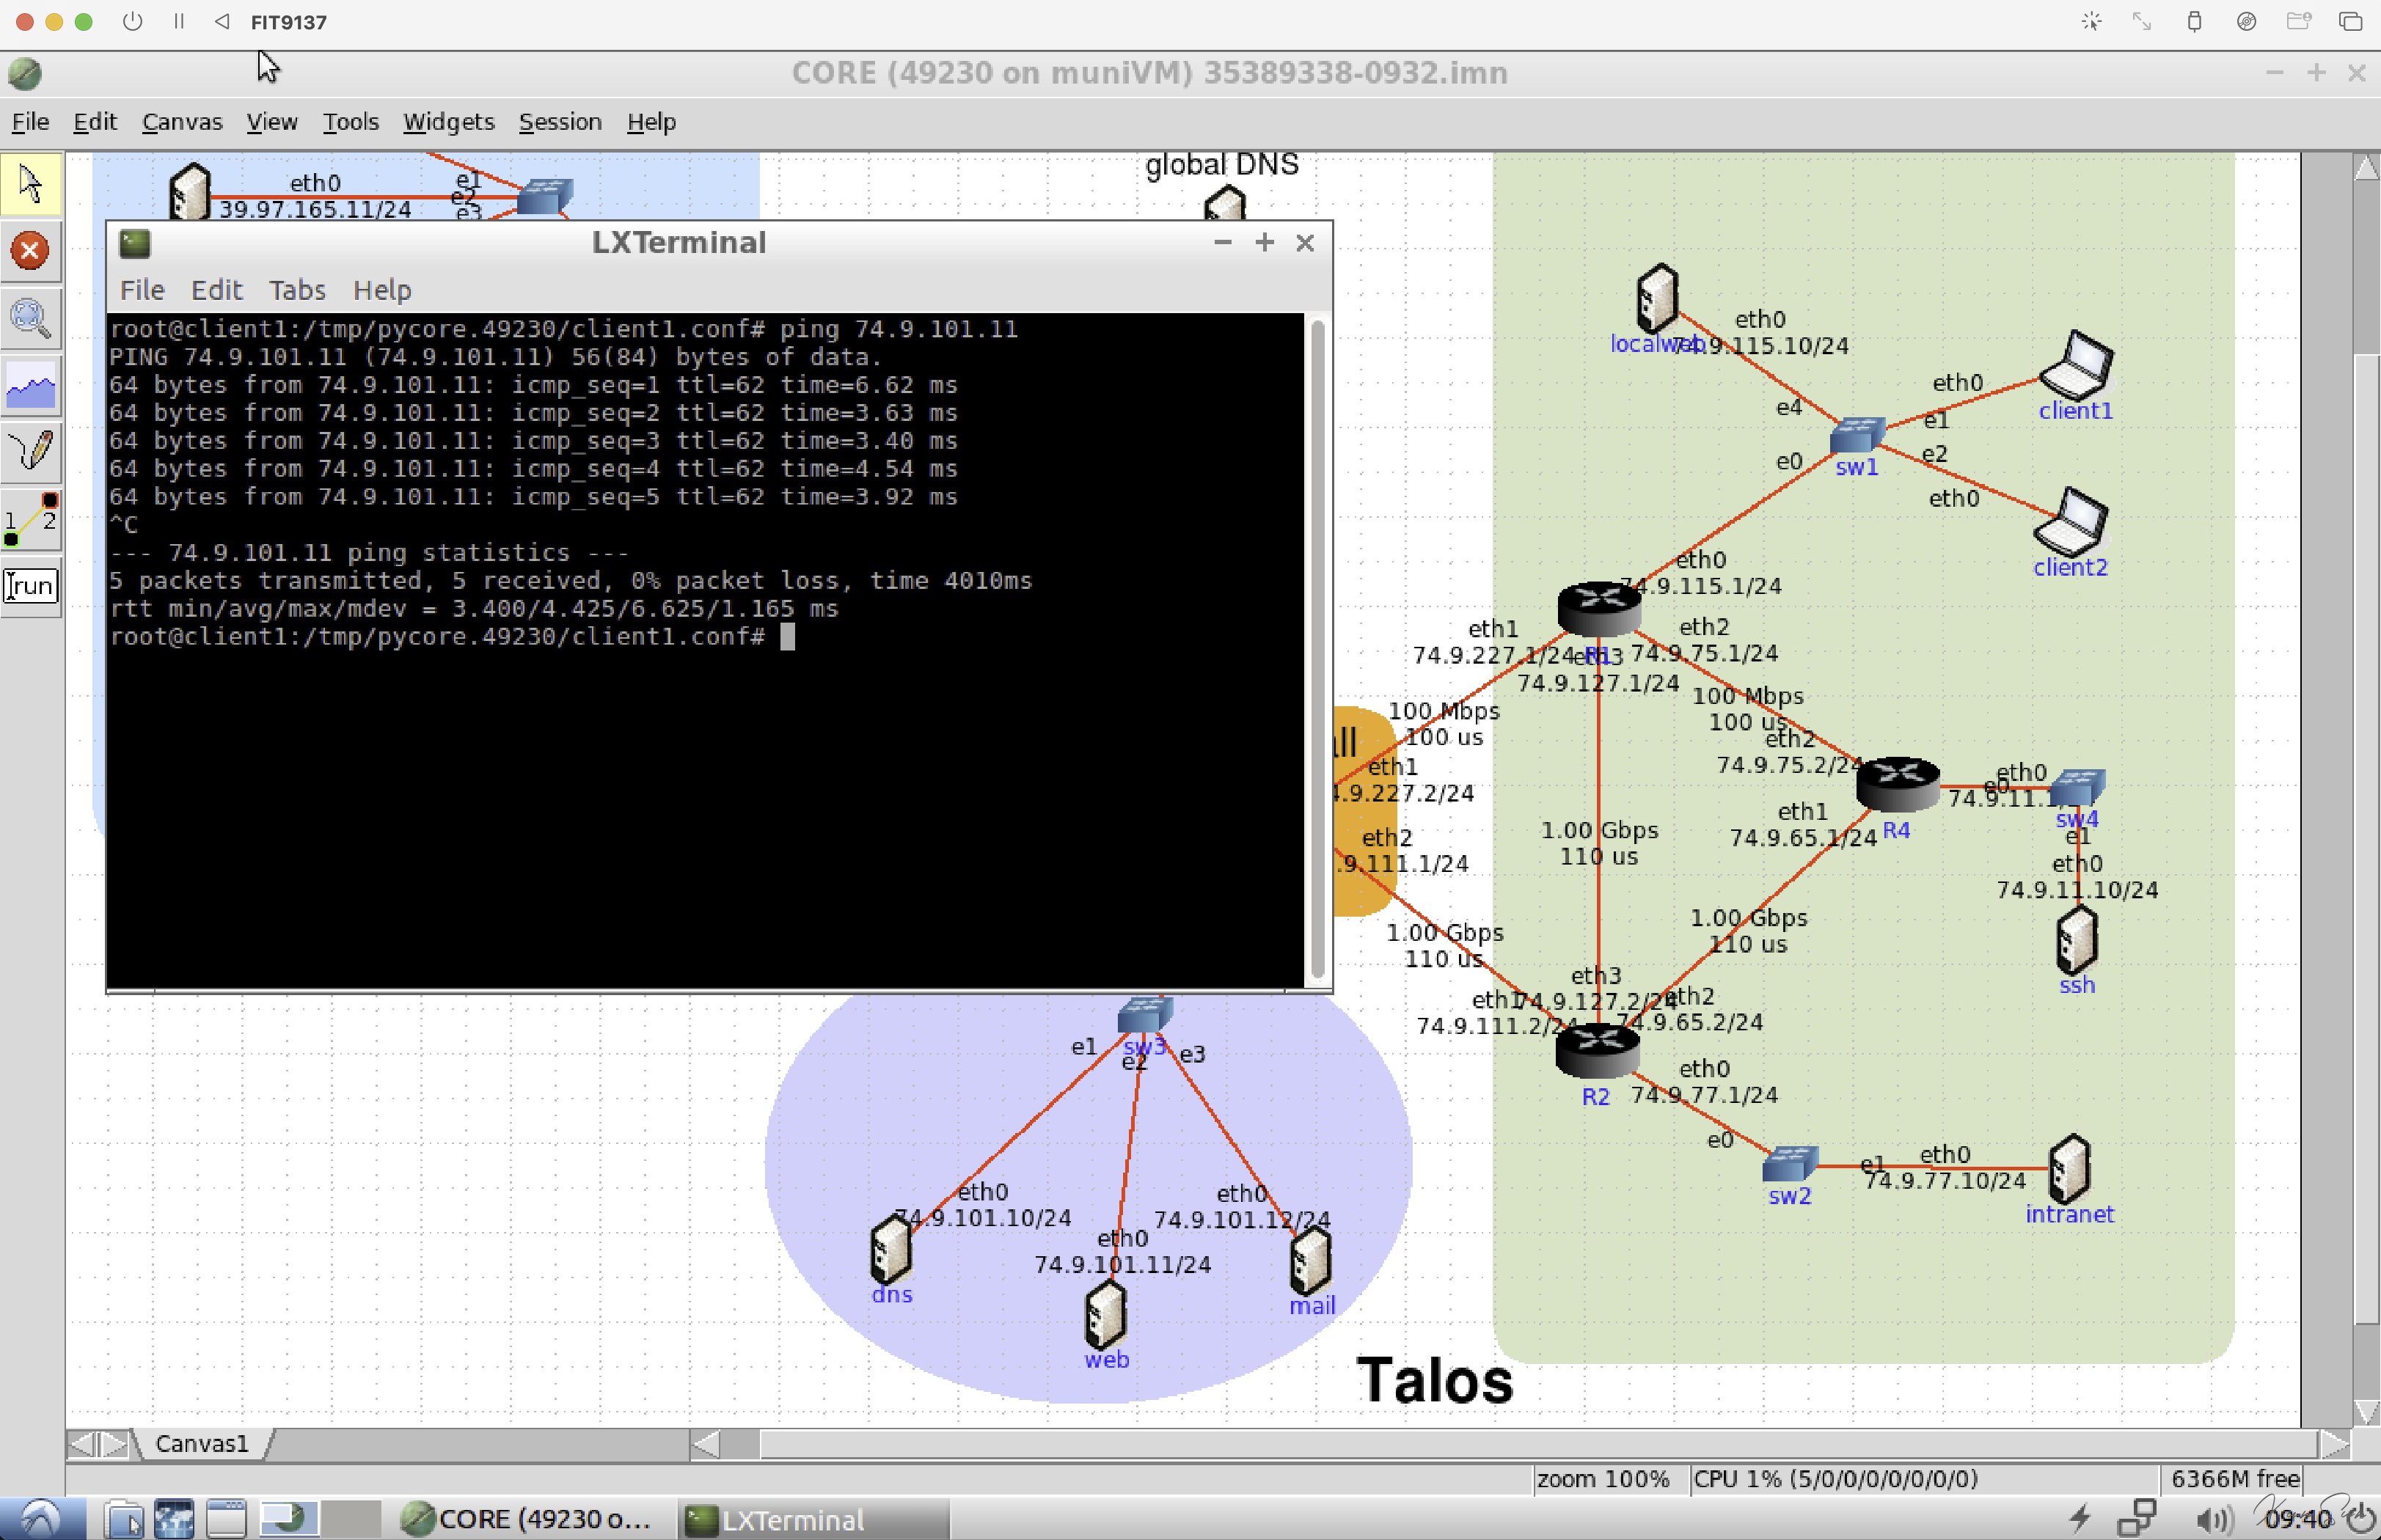 FIT9137
CORE (49230 on muniVM) 35389338-0932.imn
File Edit Canvas View Tools Widgets Session Help
global DNS
eth0
39.97.165.11/24
e1
e2
e3
LXTerminal
File Edit Tabs Help
root@client1:/tmp/pycore.49230/client1.conf# ping 74.9.101.11
PING 74.9.101.11 (74.9.101.11) 56(84) bytes of data.
64 bytes from 74.9.101.11: icmp_seq=1 ttl=62 time=6.62 ms
64 bytes from 74.9.101.11: icmp_seq=2 ttl=62 time=3.63 ms
64 bytes from 74.9.101.11: icmp_seq=3 ttl=62 time=3.40 ms
64 bytes from 74.9.101.11: icmp_seq=4 ttl=62 time=4.54 ms
64 bytes from 74.9.101.11: icmp_seq=5 ttl=62 time=3.92 ms
^C
--- 74.9.101.11 ping statistics ---
5 packets transmitted, 5 received, 0% packet loss, time 4010ms
rtt min/avg/max/mdev = 3.400/4.425/6.625/1.165 ms
root@client1:/tmp/pycore.49230/client1.conf#
1 2
run
eth0
74.9.115.10/24
localweb
e4
eth0
e1
client1
sw1
e0
e2
eth0
client2
eth0
74.9.115.1/24
eth1
74.9.227.1/24
R1
eth3
74.9.127.1/24
eth2
74.9.75.1/24
100 Mbps
100 us
100 Mbps
100 us
ll
eth1
.9.227.2/24
eth2
74.9.75.2/24
R4
eth0
e0
sw4
e1
eth0
74.9.11.10/24
ssh
eth1
74.9.65.1/24
eth2
.9.111.1/24
1.00 Gbps
110 us
1.00 Gbps
110 us
1.00 Gbps
110 us
eth3
74.9.127.2/24
eth1
74.9.111.2/24
eth2
74.9.65.2/24
R2
eth0
74.9.77.1/24
e0
sw2
e1
eth0
74.9.77.10/24
intranet
sw3
e1
e2
e3
eth0
74.9.101.10/24
dns
eth0
74.9.101.11/24
web
eth0
74.9.101.12/24
mail
Talos
Canvas1
zoom 100%
CPU 1% (5/0/0/0/0/0/0/0)
6366M free
CORE (49230 o...
LXTerminal
09:40